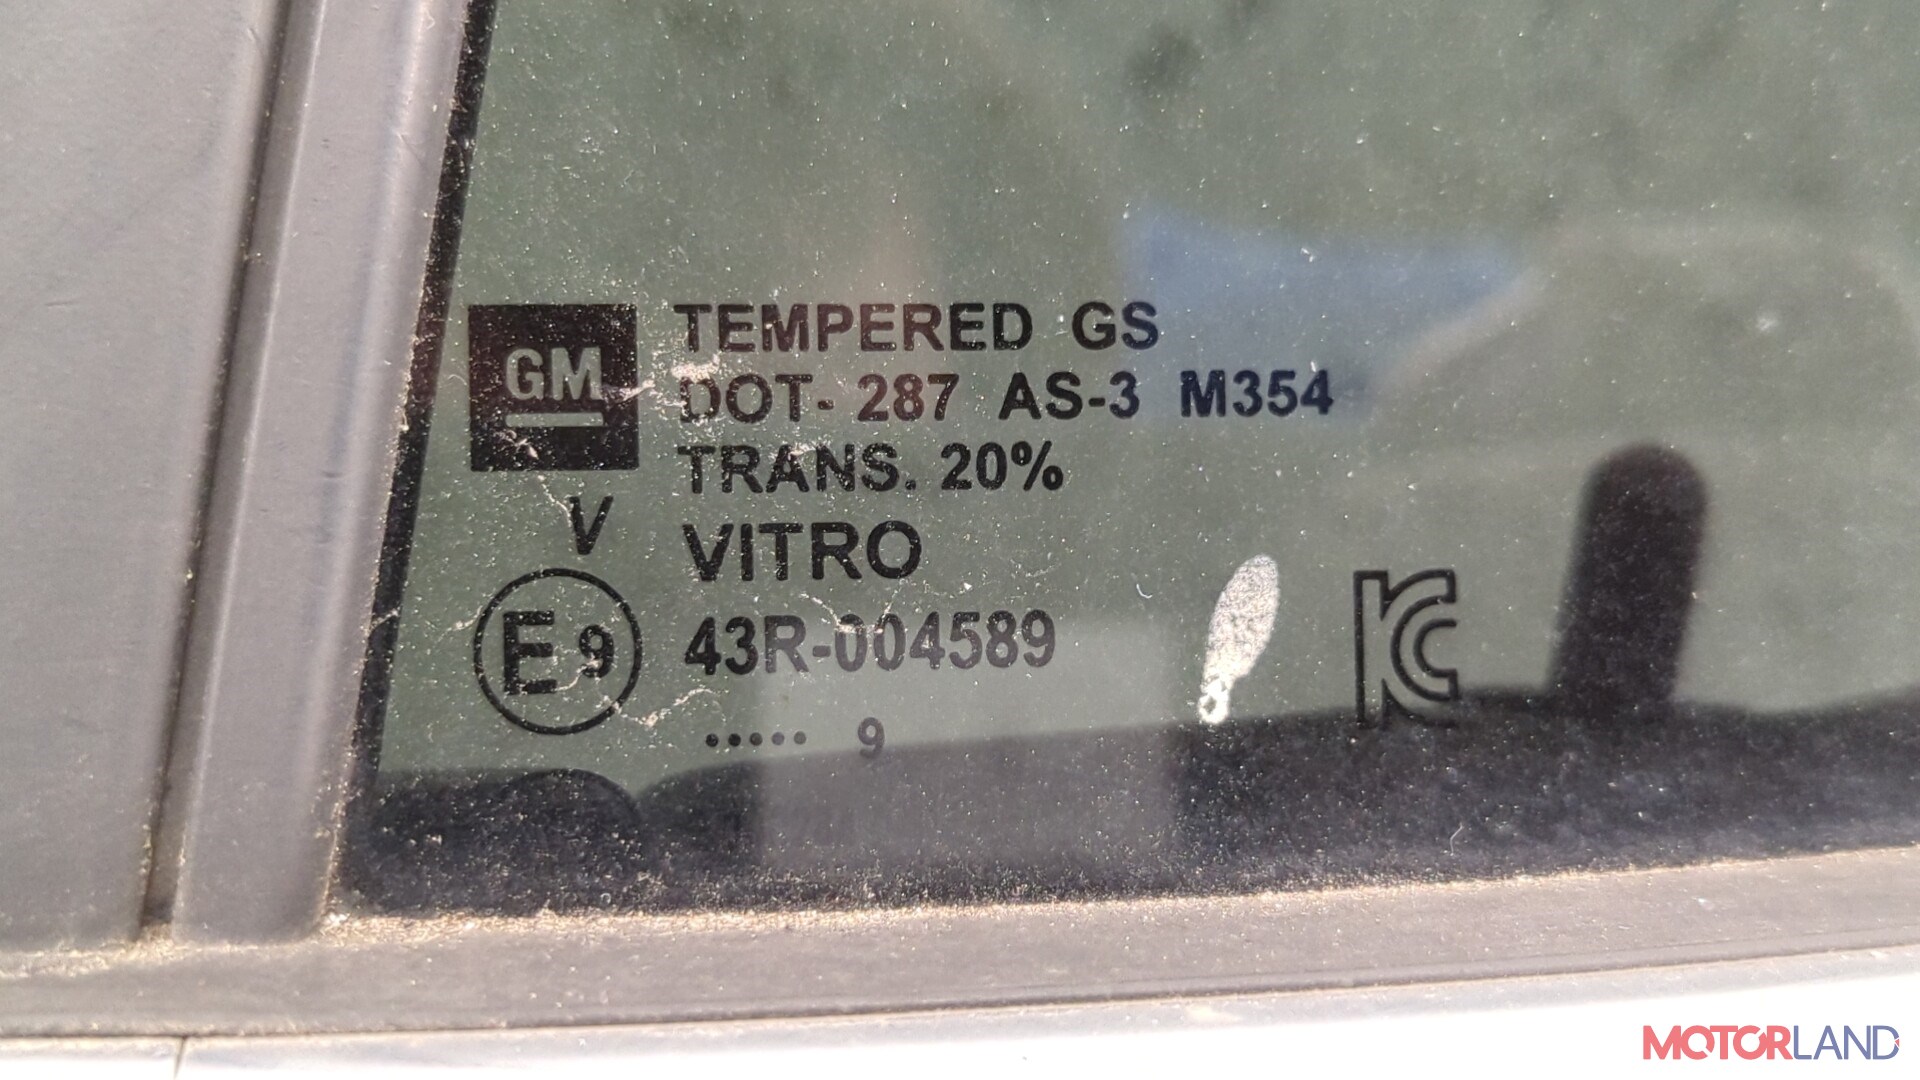 GM
TEMPERED GS
DOT- 287 AS-3 M354
TRANS. 20%
V
VITRO
E9
43R-004589
..... 9
KC
MOTORLAND